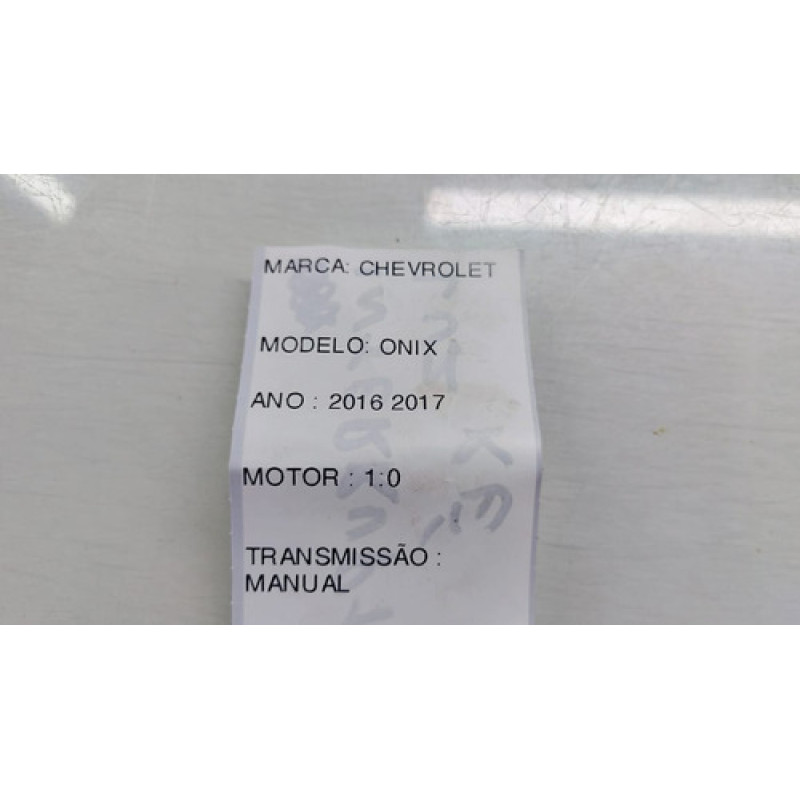 MARCA: CHEVROLET
MODELO: ONIX
ANO : 2016 2017
MOTOR : 1:0
TRANSMISSÃO :
MANUAL